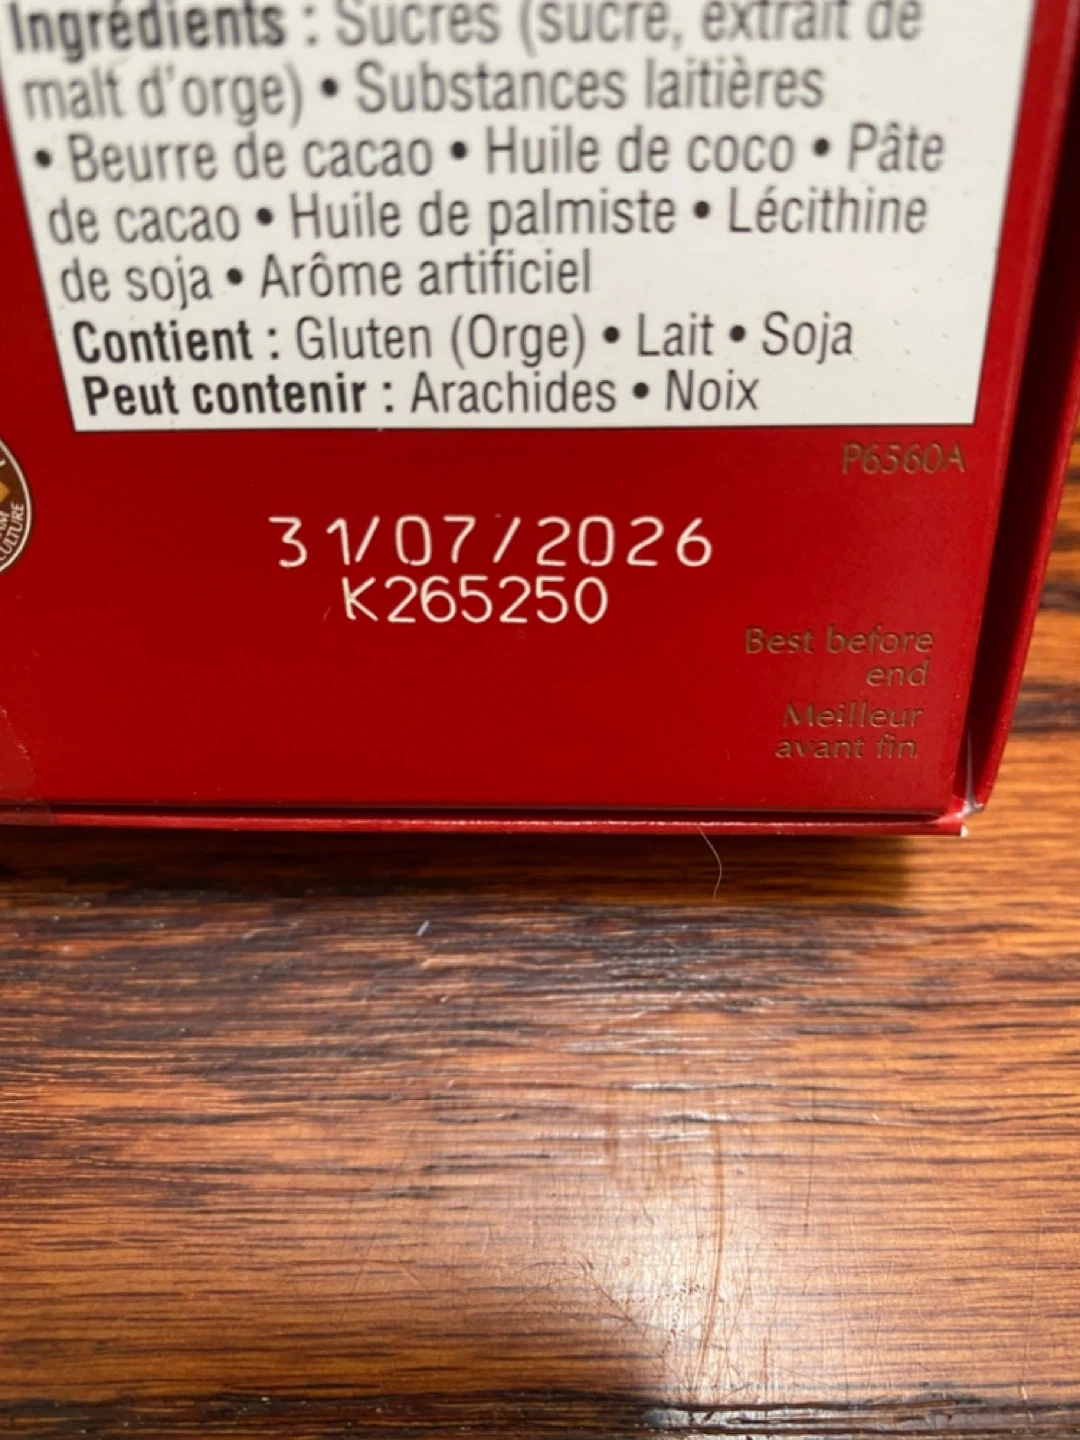 Ingrédients : Sucres (sucre, extrait de
malt d'orge) • Substances laitières
• Beurre de cacao • Huile de coco • Pâte
de cacao • Huile de palmiste • Lécithine
de soja • Arôme artificiel
Contient : Gluten (Orge) • Lait • Soja
Peut contenir : Arachides • Noix
P6360A
31/07/2026
K265250
Best before
end
Meilleur
avant fin